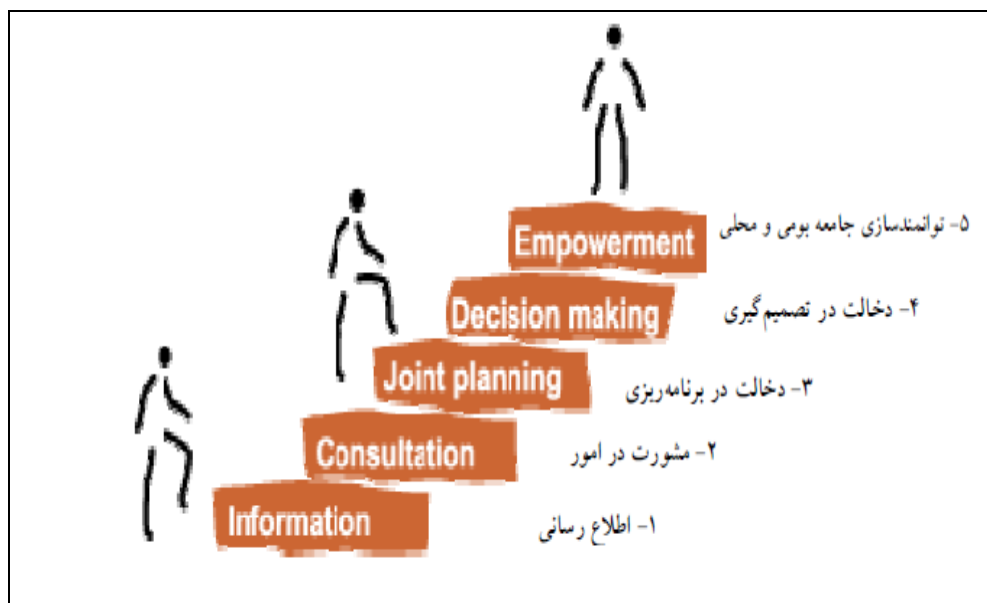 Empowerment
۵- توانمندسازی جامعه بومی و محلی
Decision making
۴- دخالت در تصمیم‌گیری
Joint planning
۳- دخالت در برنامه‌ریزی
Consultation
۲- مشورت در امور
Information
۱- اطلاع رسانی